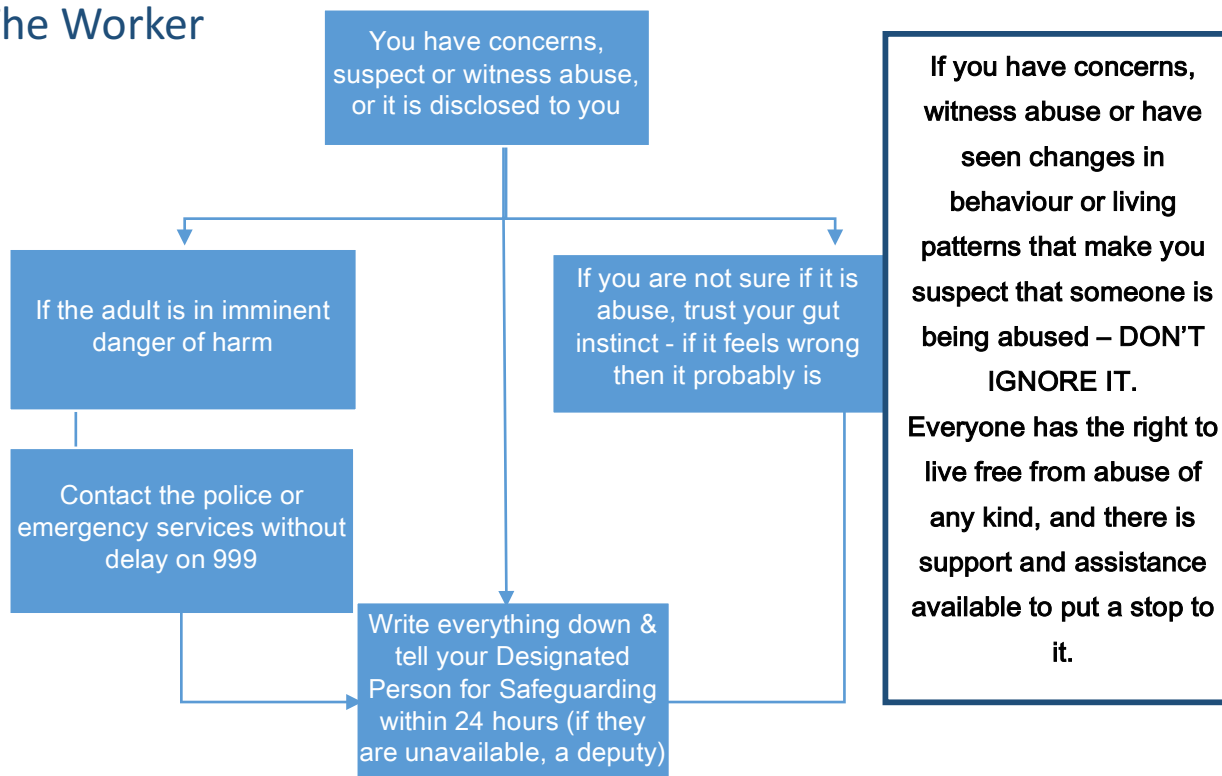 The Worker
You have concerns,
suspect or witness abuse,
or it is disclosed to you
If the adult is in imminent
danger of harm
If you are not sure if it is
abuse, trust your gut
instinct - if it feels wrong
then it probably is
Contact the police or
emergency services without
delay on 999
Write everything down &
tell your Designated
Person for Safeguarding
within 24 hours (if they
are unavailable, a deputy)
If you have concerns,
witness abuse or have
seen changes in
behaviour or living
patterns that make you
suspect that someone is
being abused – DON’T
IGNORE IT.
Everyone has the right to
live free from abuse of
any kind, and there is
support and assistance
available to put a stop to
it.